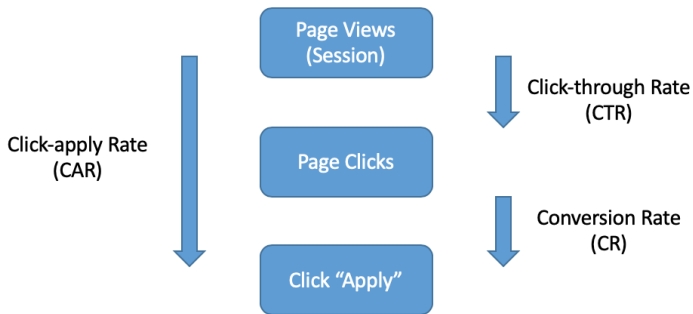 Page Views
(Session)
Click-through Rate
(CTR)
Click-apply Rate
(CAR)
Page Clicks
Conversion Rate
(CR)
Click “Apply”